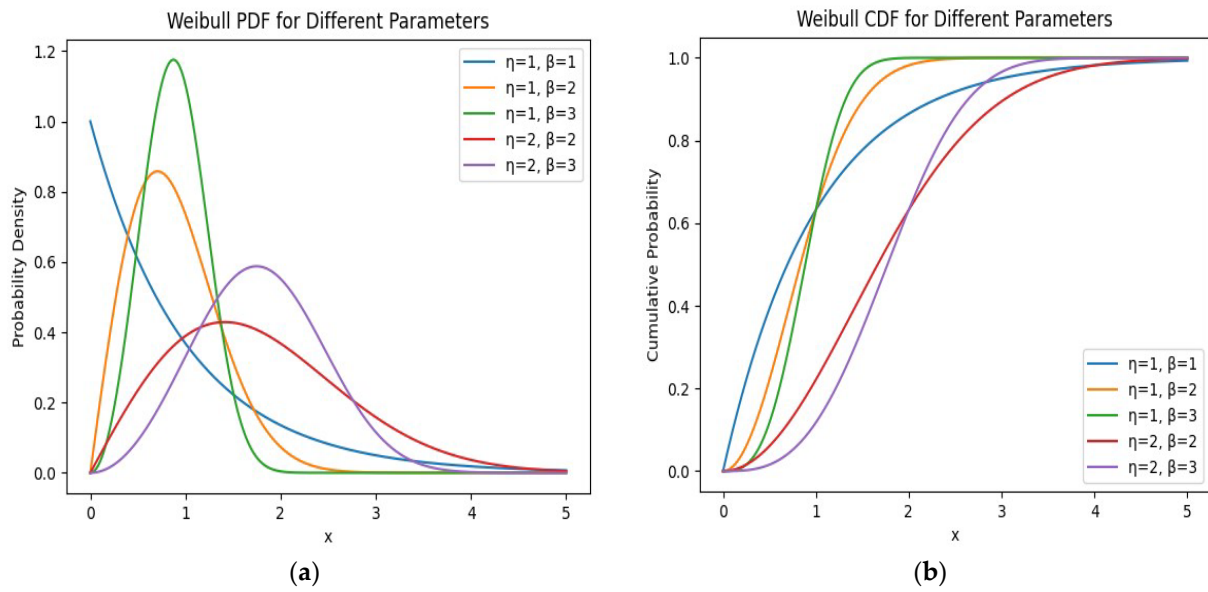 Weibull PDF for Different Parameters
1.2
1.0
0.8
0.6
0.4
0.2
0.0
Probability Density
0 1 2 3 4 5
x
η=1, β=1
η=1, β=2
η=1, β=3
η=2, β=2
η=2, β=3
(a)
Weibull CDF for Different Parameters
1.0
0.8
0.6
0.4
0.2
0.0
Cumulative Probability
0 1 2 3 4 5
x
η=1, β=1
η=1, β=2
η=1, β=3
η=2, β=2
η=2, β=3
(b)